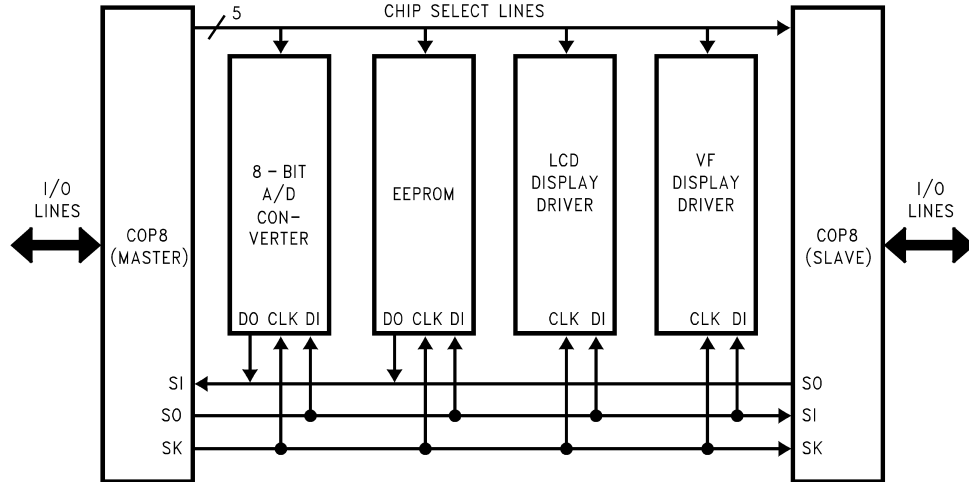 5
CHIP SELECT LINES
I/O
LINES
COP8
(MASTER)
8-BIT
A/D
CON-
VERTER
DO CLK DI
EEPROM
DO CLK DI
LCD
DISPLAY
DRIVER
CLK DI
VF
DISPLAY
DRIVER
CLK DI
COP8
(SLAVE)
I/O
LINES
SI
SO
SK
SO
SI
SK